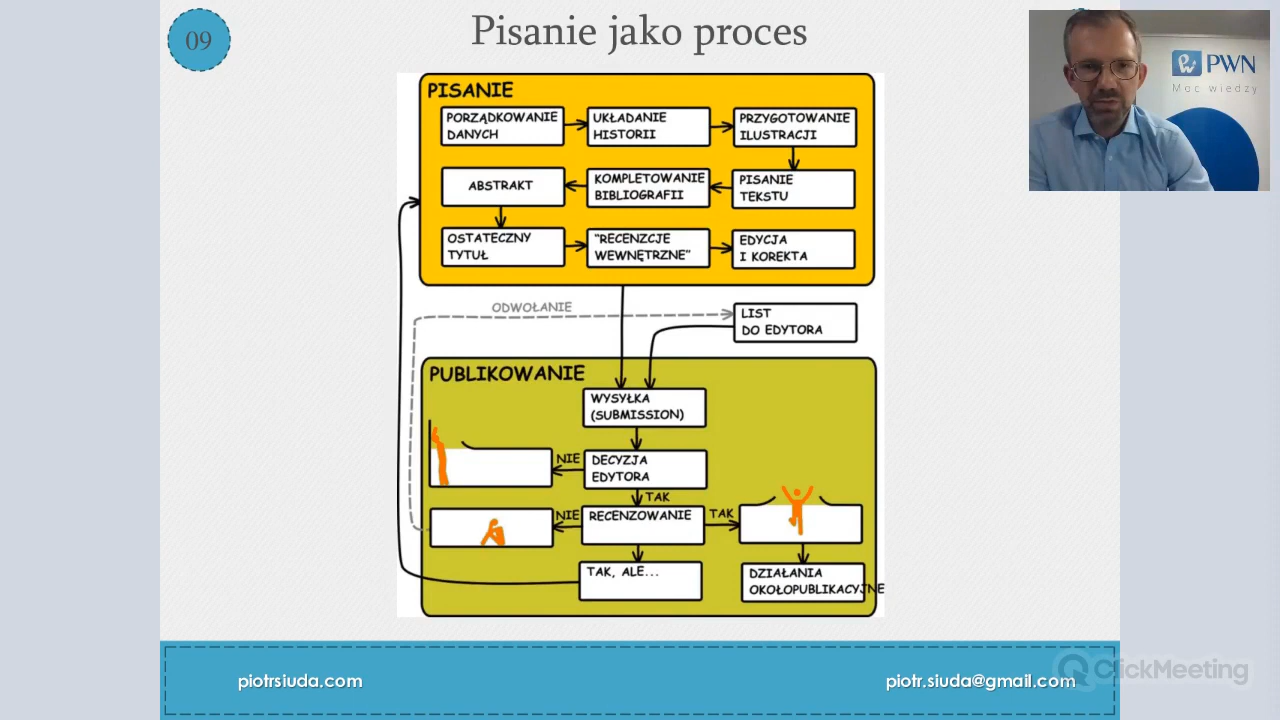 09
Pisanie jako proces
PWN
Moc wiedzy
PISANIE
PORZĄDKOWANIE
DANYCH
UKŁADANIE
HISTORII
PRZYGOTOWANIE
ILUSTRACJI
ABSTRAKT
KOMPLETOWANIE
BIBLIOGRAFII
PISANIE
TEKSTU
OSTATECZNY
TYTUŁ
“RECENZCJE
WEWNĘTRZNE”
EDYCJA
I KOREKTA
ODWOŁANIE
LIST
DO EDYTORA
PUBLIKOWANIE
WYSYŁKA
(SUBMISSION)
NIE
DECYZJA
EDYTORA
TAK
NIE
RECENZOWANIE
TAK
TAK, ALE...
DZIAŁANIA
OKOŁOPUBLIKACYJNE
piotrsiuda.com
piotr.siuda@gmail.com
ClickMeeting